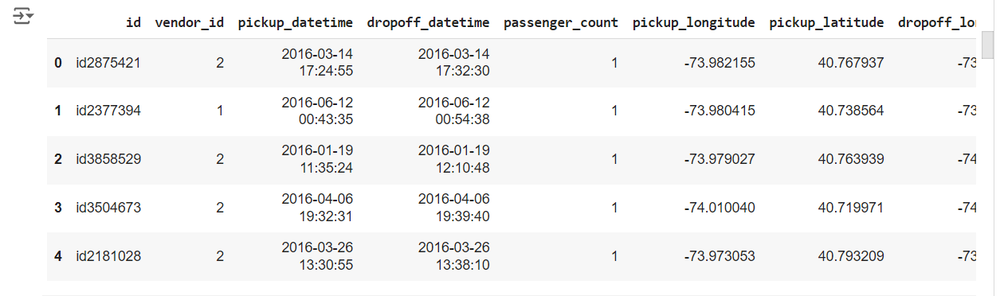 id vendor_id pickup_datetime dropoff_datetime passenger_count pickup_longitude pickup_latitude
0 id2875421 2 2016-03-14 17:24:55 2016-03-14 17:32:30 1 -73.982155 40.767937 -73
1 id2377394 1 2016-06-12 00:43:35 2016-06-12 00:54:38 1 -73.980415 40.738564 -73
2 id3858529 2 2016-01-19 11:35:24 2016-01-19 12:10:48 1 -73.979027 40.763939 -74
3 id3504673 2 2016-04-06 19:32:31 2016-04-06 19:39:40 1 -74.010040 40.719971 -74
4 id2181028 2 2016-03-26 13:30:55 2016-03-26 13:38:10 1 -73.973053 40.793209 -73